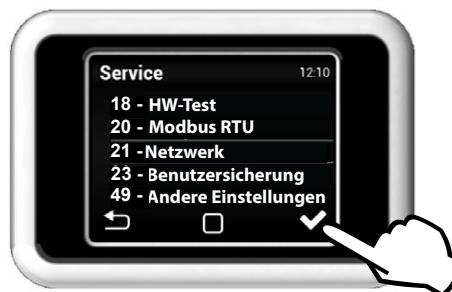 Service 12:10
18 - HW-Test
20 - Modbus RTU
21 -Netzwerk
23 - Benutzersicherung
49 - Andere Einstellungen